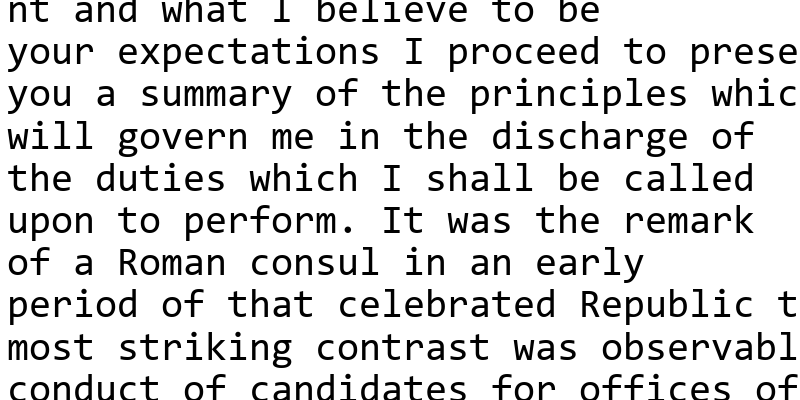 nt and what I believe to be
your expectations I proceed to prese
you a summary of the principles whic
will govern me in the discharge of
the duties which I shall be called
upon to perform. It was the remark
of a Roman consul in an early
period of that celebrated Republic t
most striking contrast was observabl
conduct of candidates for offices of